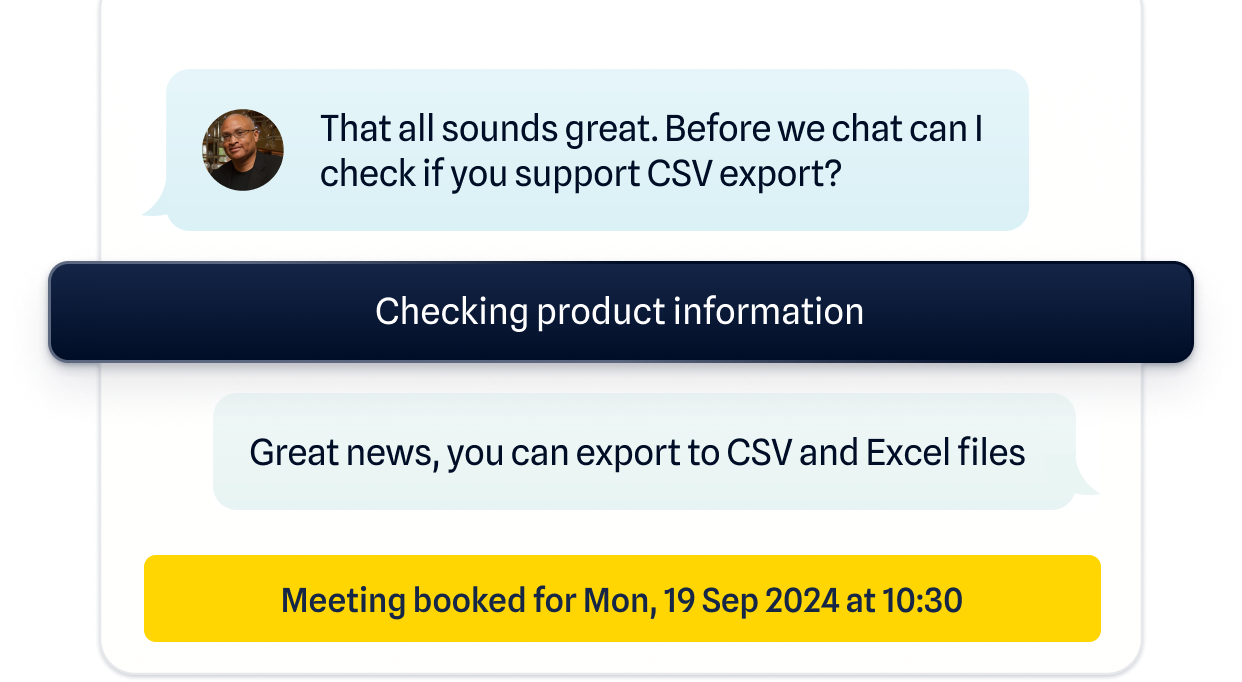 That all sounds great. Before we chat can I
check if you support CSV export?
Checking product information
Great news, you can export to CSV and Excel files
Meeting booked for Mon, 19 Sep 2024 at 10:30